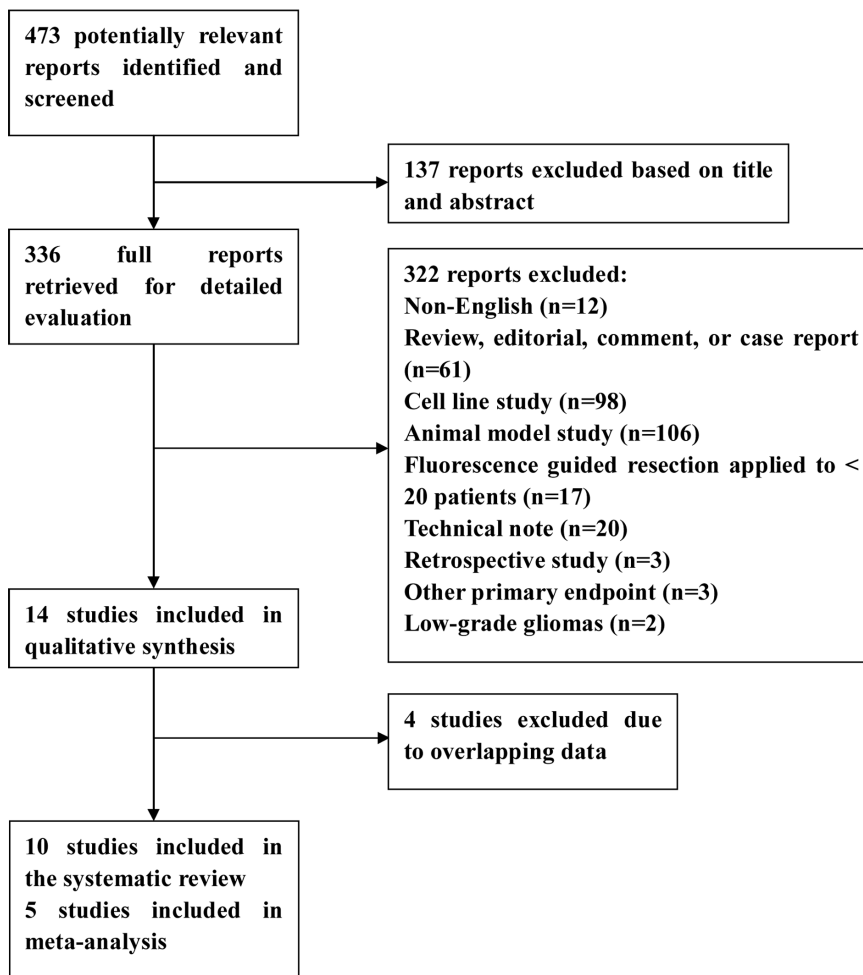 473 potentially relevant
reports identified and
screened
137 reports excluded based on title
and abstract
336 full reports
retrieved for detailed
evaluation
322 reports excluded:
Non-English (n=12)
Review, editorial, comment, or case report
(n=61)
Cell line study (n=98)
Animal model study (n=106)
Fluorescence guided resection applied to <
20 patients (n=17)
Technical note (n=20)
Retrospective study (n=3)
Other primary endpoint (n=3)
Low-grade gliomas (n=2)
14 studies included in
qualitative synthesis
4 studies excluded due
to overlapping data
10 studies included in
the systematic review
5 studies included in
meta-analysis